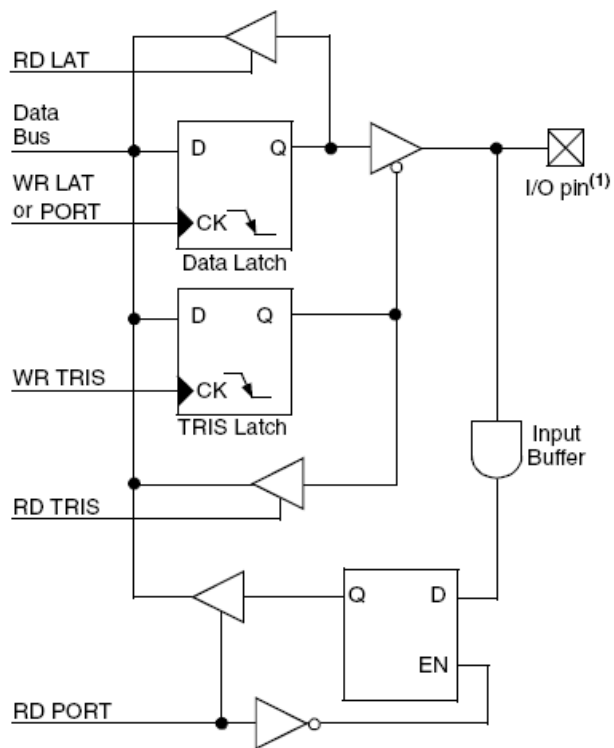 RD LAT
Data
Bus
D Q
WR LAT
or PORT
CK
Data Latch
I/O pin(1)
D Q
WR TRIS
CK
TRIS Latch
Input
Buffer
RD TRIS
Q D
EN
RD PORT